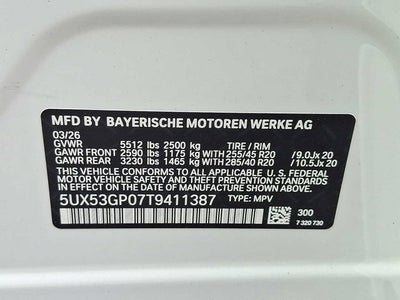 MFD BY BAYERISCHE MOTOREN WERKE AG
03/26
GVWR 5512 lbs 2500 kg TIRE / RIM
GAWR FRONT 2590 lbs 1175 kg WITH 255/45 R20 /9.0Jx 20
GAWR REAR 3230 lbs 1465 kg WITH 285/40 R20 /10.5Jx 20
THIS VEHICLE CONFORMS TO ALL APPLICABLE
FEDERAL MOTOR VEHICLE SAFETY AND
THEFT PREVENTION STANDARDS IN EFFECT ON
THE DATE OF MANUFACTURE SHOWN ABOVE.
5UX53GP07T9411387 TYPE: MPV
300
7 320 730